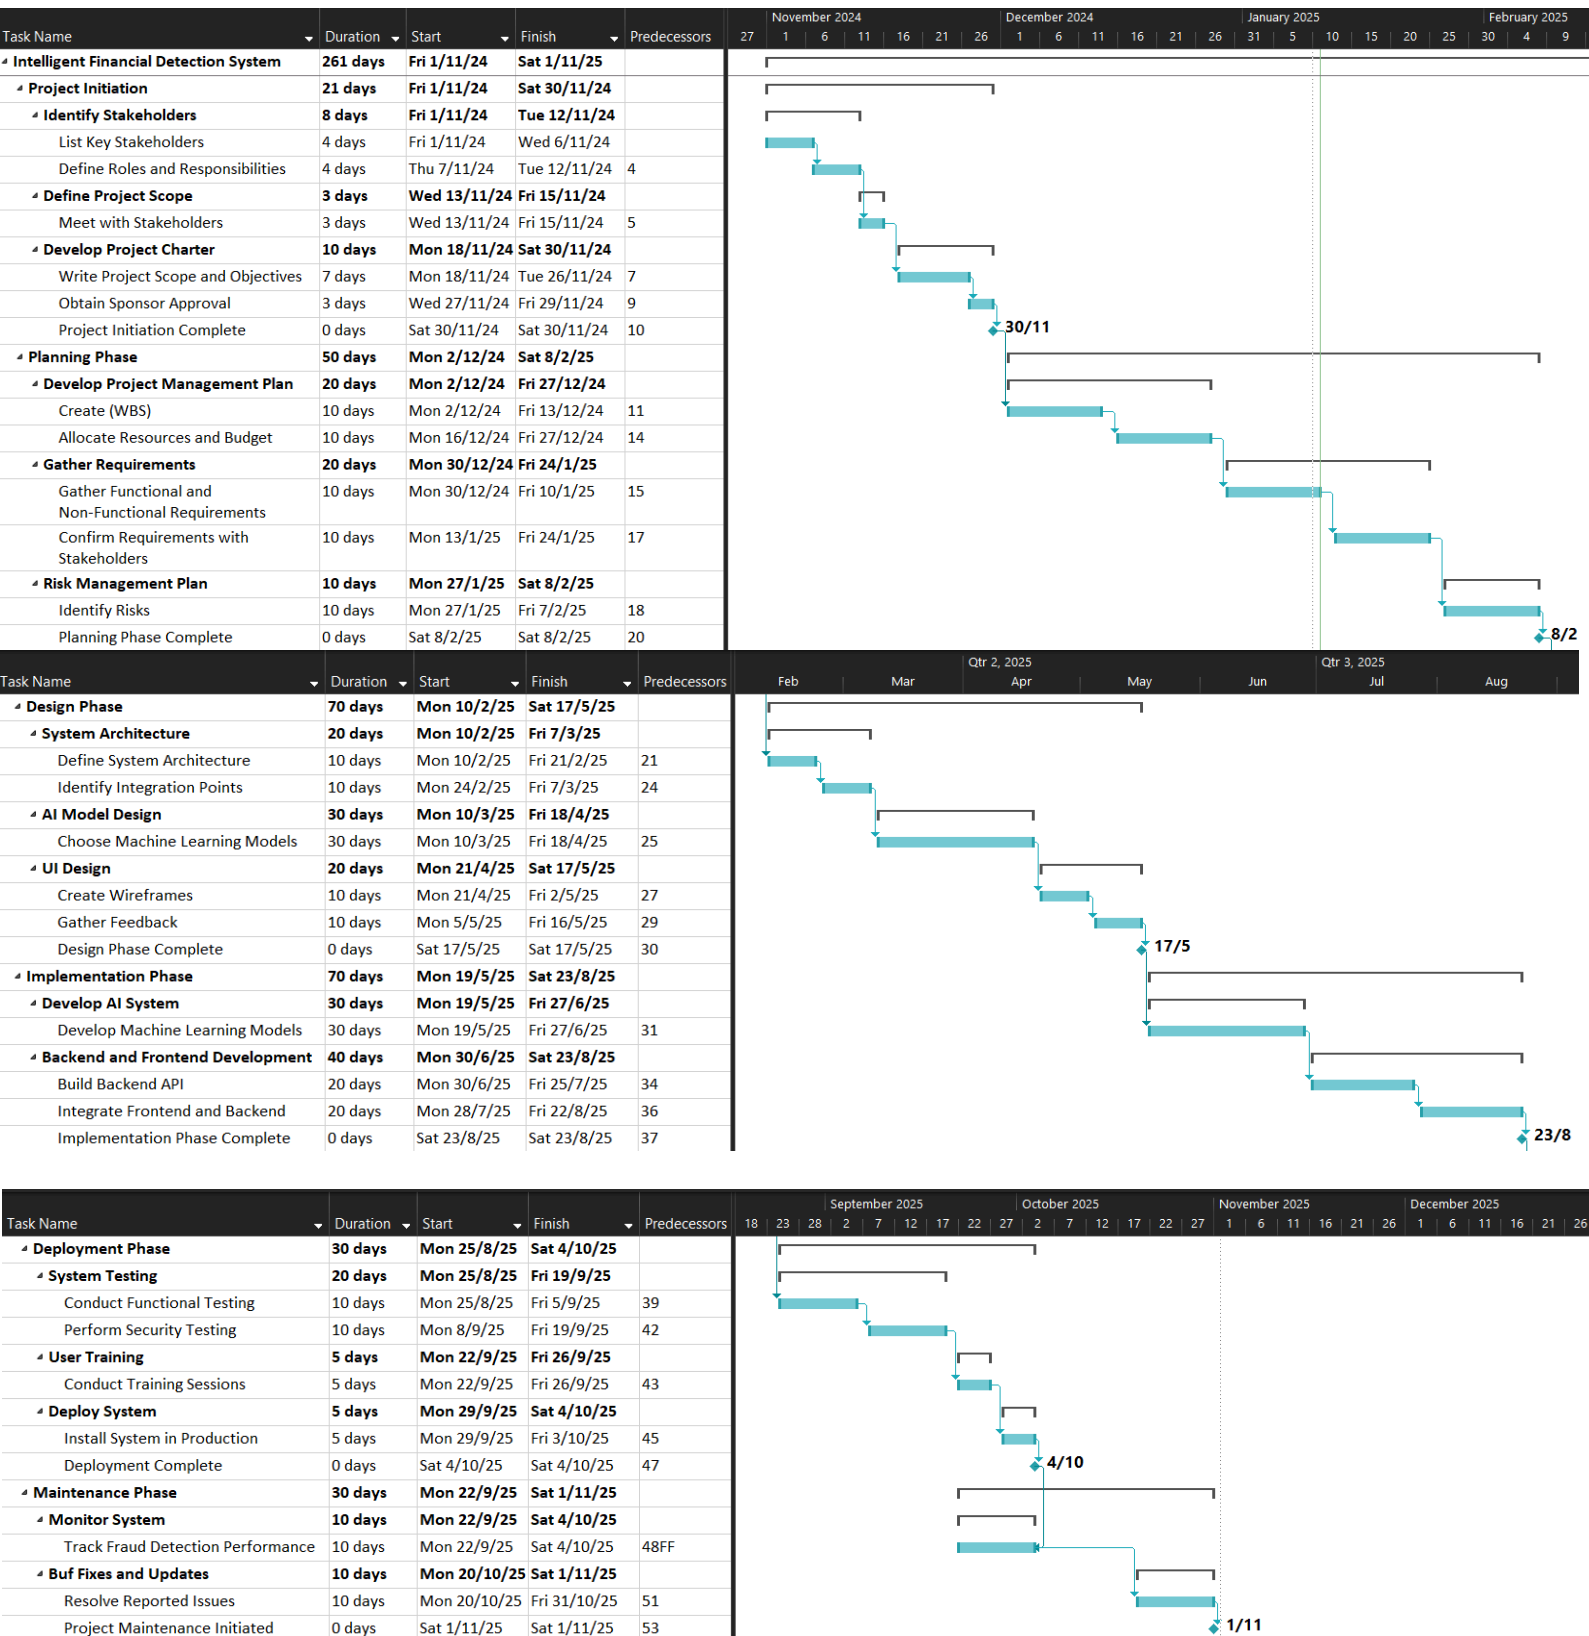 November 2024 December 2024 January 2025 February 2025
Task Name Duration Start Finish Predecessors 27 1 6 11 16 21 26 1 6 11 16 21 26 31 5 10 15 20 25 30 4 9
Intelligent Financial Detection System 261 days Fri 1/11/24 Sat 1/11/25
Project Initiation 21 days Fri 1/11/24 Sat 30/11/24
Identify Stakeholders 8 days Fri 1/11/24 Tue 12/11/24
List Key Stakeholders 4 days Fri 1/11/24 Wed 6/11/24
Define Roles and Responsibilities 4 days Thu 7/11/24 Tue 12/11/24 4
Define Project Scope 3 days Wed 13/11/24 Fri 15/11/24
Meet with Stakeholders 3 days Wed 13/11/24 Fri 15/11/24 5
Develop Project Charter 10 days Mon 18/11/24 Sat 30/11/24
Write Project Scope and Objectives 7 days Mon 18/11/24 Tue 26/11/24 7
Obtain Sponsor Approval 3 days Wed 27/11/24 Fri 29/11/24 9
Project Initiation Complete 0 days Sat 30/11/24 Sat 30/11/24 10 30/11
Planning Phase 50 days Mon 2/12/24 Sat 8/2/25
Develop Project Management Plan 20 days Mon 2/12/24 Fri 27/12/24
Create (WBS) 10 days Mon 2/12/24 Fri 13/12/24 11
Allocate Resources and Budget 10 days Mon 16/12/24 Fri 27/12/24 14
Gather Requirements 20 days Mon 30/12/24 Fri 24/1/25
Gather Functional and 10 days Mon 30/12/24 Fri 10/1/25 15
Non-Functional Requirements
Confirm Requirements with 10 days Mon 13/1/25 Fri 24/1/25 17
Stakeholders
Risk Management Plan 10 days Mon 27/1/25 Sat 8/2/25
Identify Risks 10 days Mon 27/1/25 Fri 7/2/25 18
Planning Phase Complete 0 days Sat 8/2/25 Sat 8/2/25 20 8/2
Qtr 2, 2025 Qtr 3, 2025
Task Name Duration Start Finish Predecessors Feb Mar Apr May Jun Jul Aug
Design Phase 70 days Mon 10/2/25 Sat 17/5/25
System Architecture 20 days Mon 10/2/25 Fri 7/3/25
Define System Architecture 10 days Mon 10/2/25 Fri 21/2/25 21
Identify Integration Points 10 days Mon 24/2/25 Fri 7/3/25 24
AI Model Design 30 days Mon 10/3/25 Fri 18/4/25
Choose Machine Learning Models 30 days Mon 10/3/25 Fri 18/4/25 25
UI Design 20 days Mon 21/4/25 Sat 17/5/25
Create Wireframes 10 days Mon 21/4/25 Fri 2/5/25 27
Gather Feedback 10 days Mon 5/5/25 Fri 16/5/25 29
Design Phase Complete 0 days Sat 17/5/25 Sat 17/5/25 30 17/5
Implementation Phase 70 days Mon 19/5/25 Sat 23/8/25
Develop AI System 30 days Mon 19/5/25 Fri 27/6/25
Develop Machine Learning Models 30 days Mon 19/5/25 Fri 27/6/25 31
Backend and Frontend Development 40 days Mon 30/6/25 Sat 23/8/25
Build Backend API 20 days Mon 30/6/25 Fri 25/7/25 34
Integrate Frontend and Backend 20 days Mon 28/7/25 Fri 22/8/25 36
Implementation Phase Complete 0 days Sat 23/8/25 Sat 23/8/25 37 23/8
September 2025 October 2025 November 2025 December 2025
Task Name Duration Start Finish Predecessors 18 23 28 2 7 12 17 22 27 2 7 12 17 22 27 1 6 11 16 21 26 1 6 11 16 21 26
Deployment Phase 30 days Mon 25/8/25 Sat 4/10/25
System Testing 20 days Mon 25/8/25 Fri 19/9/25
Conduct Functional Testing 10 days Mon 25/8/25 Fri 5/9/25 39
Perform Security Testing 10 days Mon 8/9/25 Fri 19/9/25 42
User Training 5 days Mon 22/9/25 Fri 26/9/25
Conduct Training Sessions 5 days Mon 22/9/25 Fri 26/9/25 43
Deploy System 5 days Mon 29/9/25 Sat 4/10/25
Install System in Production 5 days Mon 29/9/25 Fri 3/10/25 45
Deployment Complete 0 days Sat 4/10/25 Sat 4/10/25 47 4/10
Maintenance Phase 30 days Mon 22/9/25 Sat 1/11/25
Monitor System 10 days Mon 22/9/25 Sat 4/10/25
Track Fraud Detection Performance 10 days Mon 22/9/25 Sat 4/10/25 48FF
Buf Fixes and Updates 10 days Mon 20/10/25 Sat 1/11/25
Resolve Reported Issues 10 days Mon 20/10/25 Fri 31/10/25 51
Project Maintenance Initiated 0 days Sat 1/11/25 Sat 1/11/25 53 1/11